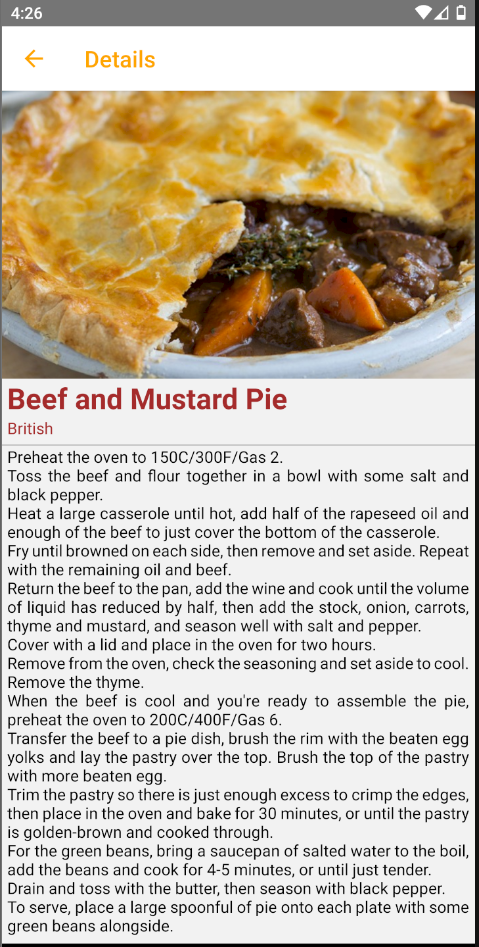 4:26
Details
Beef and Mustard Pie
British
Preheat the oven to 150C/300F/Gas 2.
Toss the beef and flour together in a bowl with some salt and
black pepper.
Heat a large casserole until hot, add half of the rapeseed oil and
enough of the beef to just cover the bottom of the casserole.
Fry until browned on each side, then remove and set aside. Repeat
with the remaining oil and beef.
Return the beef to the pan, add the wine and cook until the volume
of liquid has reduced by half, then add the stock, onion, carrots,
thyme and mustard, and season well with salt and pepper.
Cover with a lid and place in the oven for two hours.
Remove from the oven, check the seasoning and set aside to cool.
Remove the thyme.
When the beef is cool and you're ready to assemble the pie,
preheat the oven to 200C/400F/Gas 6.
Transfer the beef to a pie dish, brush the rim with the beaten egg
yolks and lay the pastry over the top. Brush the top of the pastry
with more beaten egg.
Trim the pastry so there is just enough excess to crimp the edges,
then place in the oven and bake for 30 minutes, or until the pastry
is golden-brown and cooked through.
For the green beans, bring a saucepan of salted water to the boil,
add the beans and cook for 4-5 minutes, or until just tender.
Drain and toss with the butter, then season with black pepper.
To serve, place a large spoonful of pie onto each plate with some
green beans alongside.